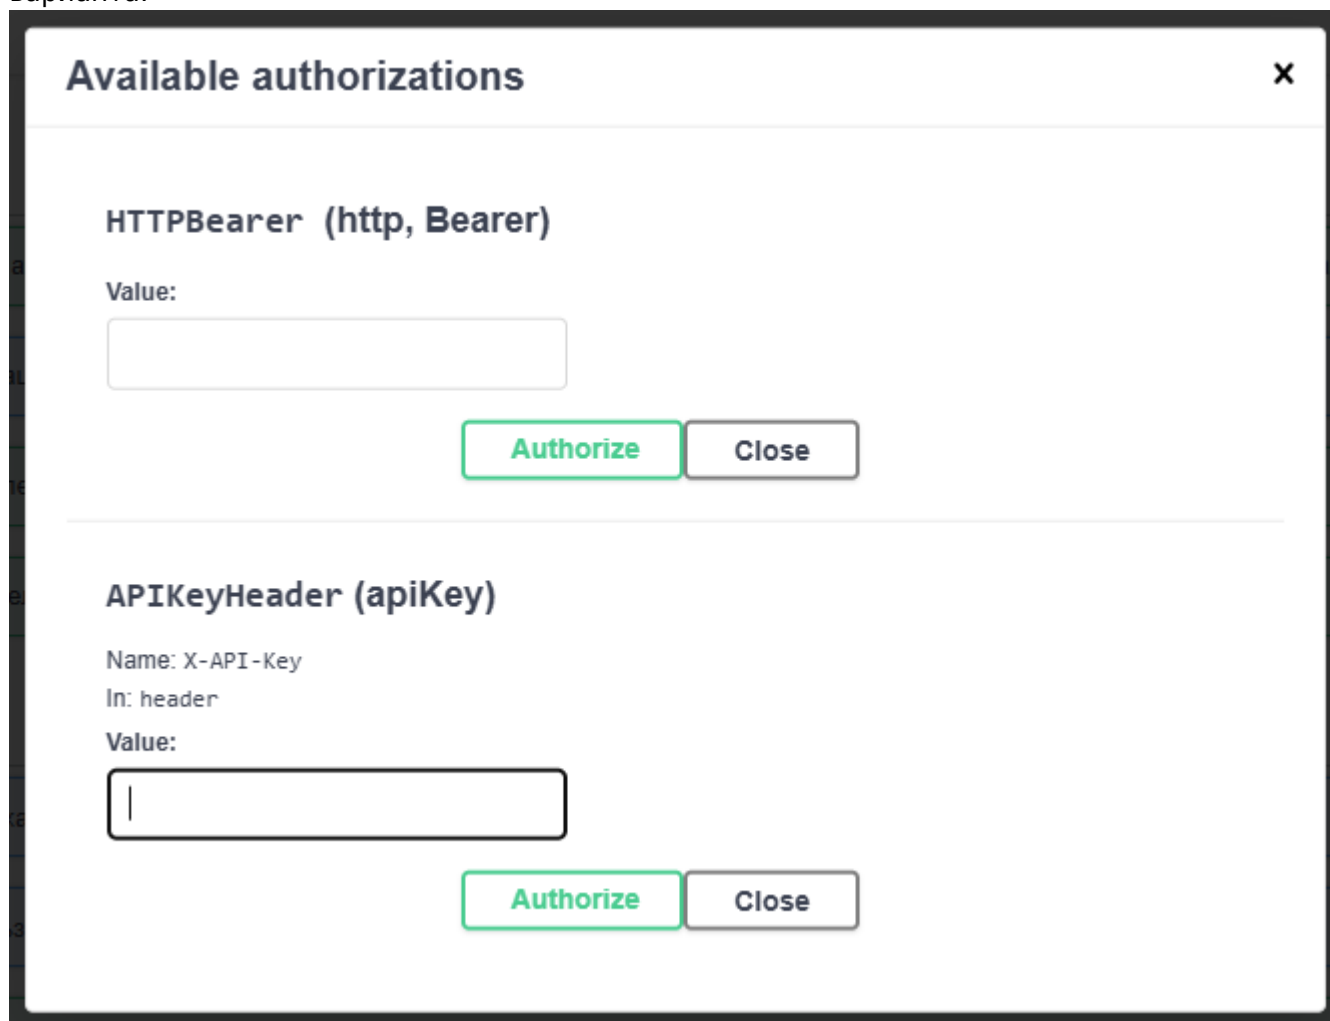 Available authorizations
HTTPBearer (http, Bearer)
Value:
Authorize Close
APIKeyHeader (apiKey)
Name: X-API-Key
In: header
Value:
Authorize Close